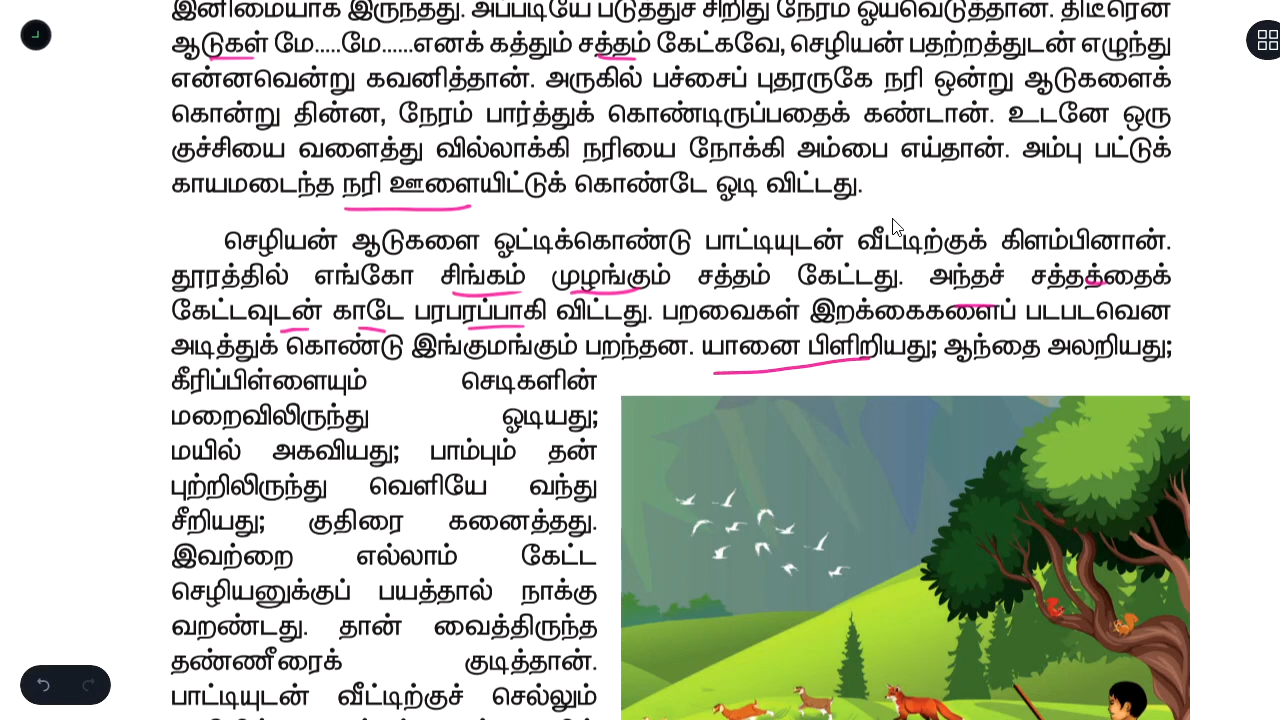 இனிமையாக இருந்தது. அப்படியே படுத்துச் சிறிது நேரம் ஓய்வெடுத்தான். திடீரென
ஆடுகள் மே.....மே......எனக் கத்தும் சத்தம் கேட்கவே, செழியன் பதற்றத்துடன் எழுந்து
என்னவென்று கவனித்தான். அருகில் பச்சைப் புதரருகே நரி ஒன்று ஆடுகளைக்
கொன்று தின்ன, நேரம் பார்த்துக் கொண்டிருப்பதைக் கண்டான். உடனே ஒரு
குச்சியை வளைத்து வில்லாக்கி நரியை நோக்கி அம்பை எய்தான். அம்பு பட்டுக்
காயமடைந்த நரி ஊளையிட்டுக் கொண்டே ஓடி விட்டது.
செழியன் ஆடுகளை ஓட்டிக்கொண்டு பாட்டியுடன் வீட்டிற்குக் கிளம்பினான்.
தூரத்தில் எங்கோ சிங்கம் முழங்கும் சத்தம் கேட்டது. அந்தச் சத்தத்தைக்
கேட்டவுடன் காடே பரபரப்பாகி விட்டது. பறவைகள் இறக்கைகளைப் படபடவென
அடித்துக் கொண்டு இங்குமங்கும் பறந்தன. யானை பிளிறியது; ஆந்தை அலறியது;
கீரிப்பிள்ளையும் செடிகளின்
மறைவிலிருந்து ஓடியது;
மயில் அகவியது; பாம்பும் தன்
புற்றிலிருந்து வெளியே வந்து
சீறியது; குதிரை கனைத்தது.
இவற்றை எல்லாம் கேட்ட
செழியனுக்குப் பயத்தால் நாக்கு
வறண்டது. தான் வைத்திருந்த
தண்ணீரைக் குடித்தான்.
பாட்டியுடன் வீட்டிற்குச் செல்லும்